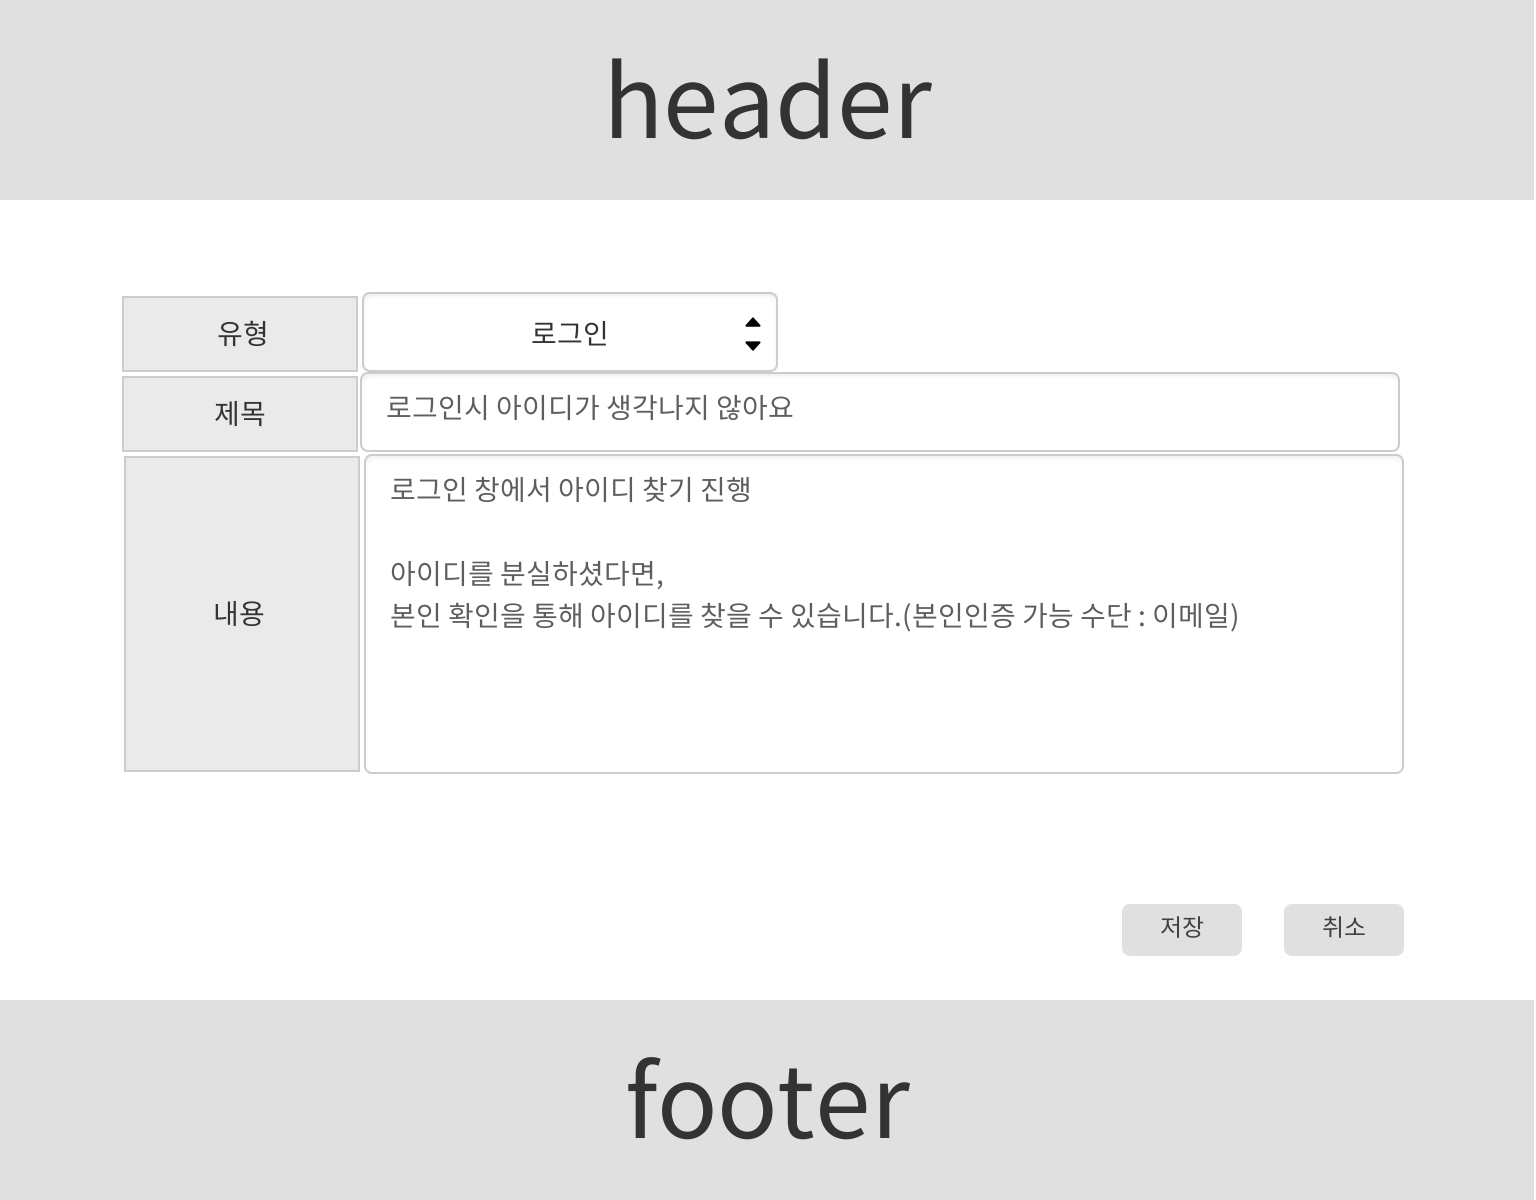 header
유형
로그인
제목
로그인시 아이디가 생각나지 않아요
내용
로그인 창에서 아이디 찾기 진행
아이디를 분실하셨다면,
본인 확인을 통해 아이디를 찾을 수 있습니다.(본인인증 가능 수단 : 이메일)
저장
취소
footer